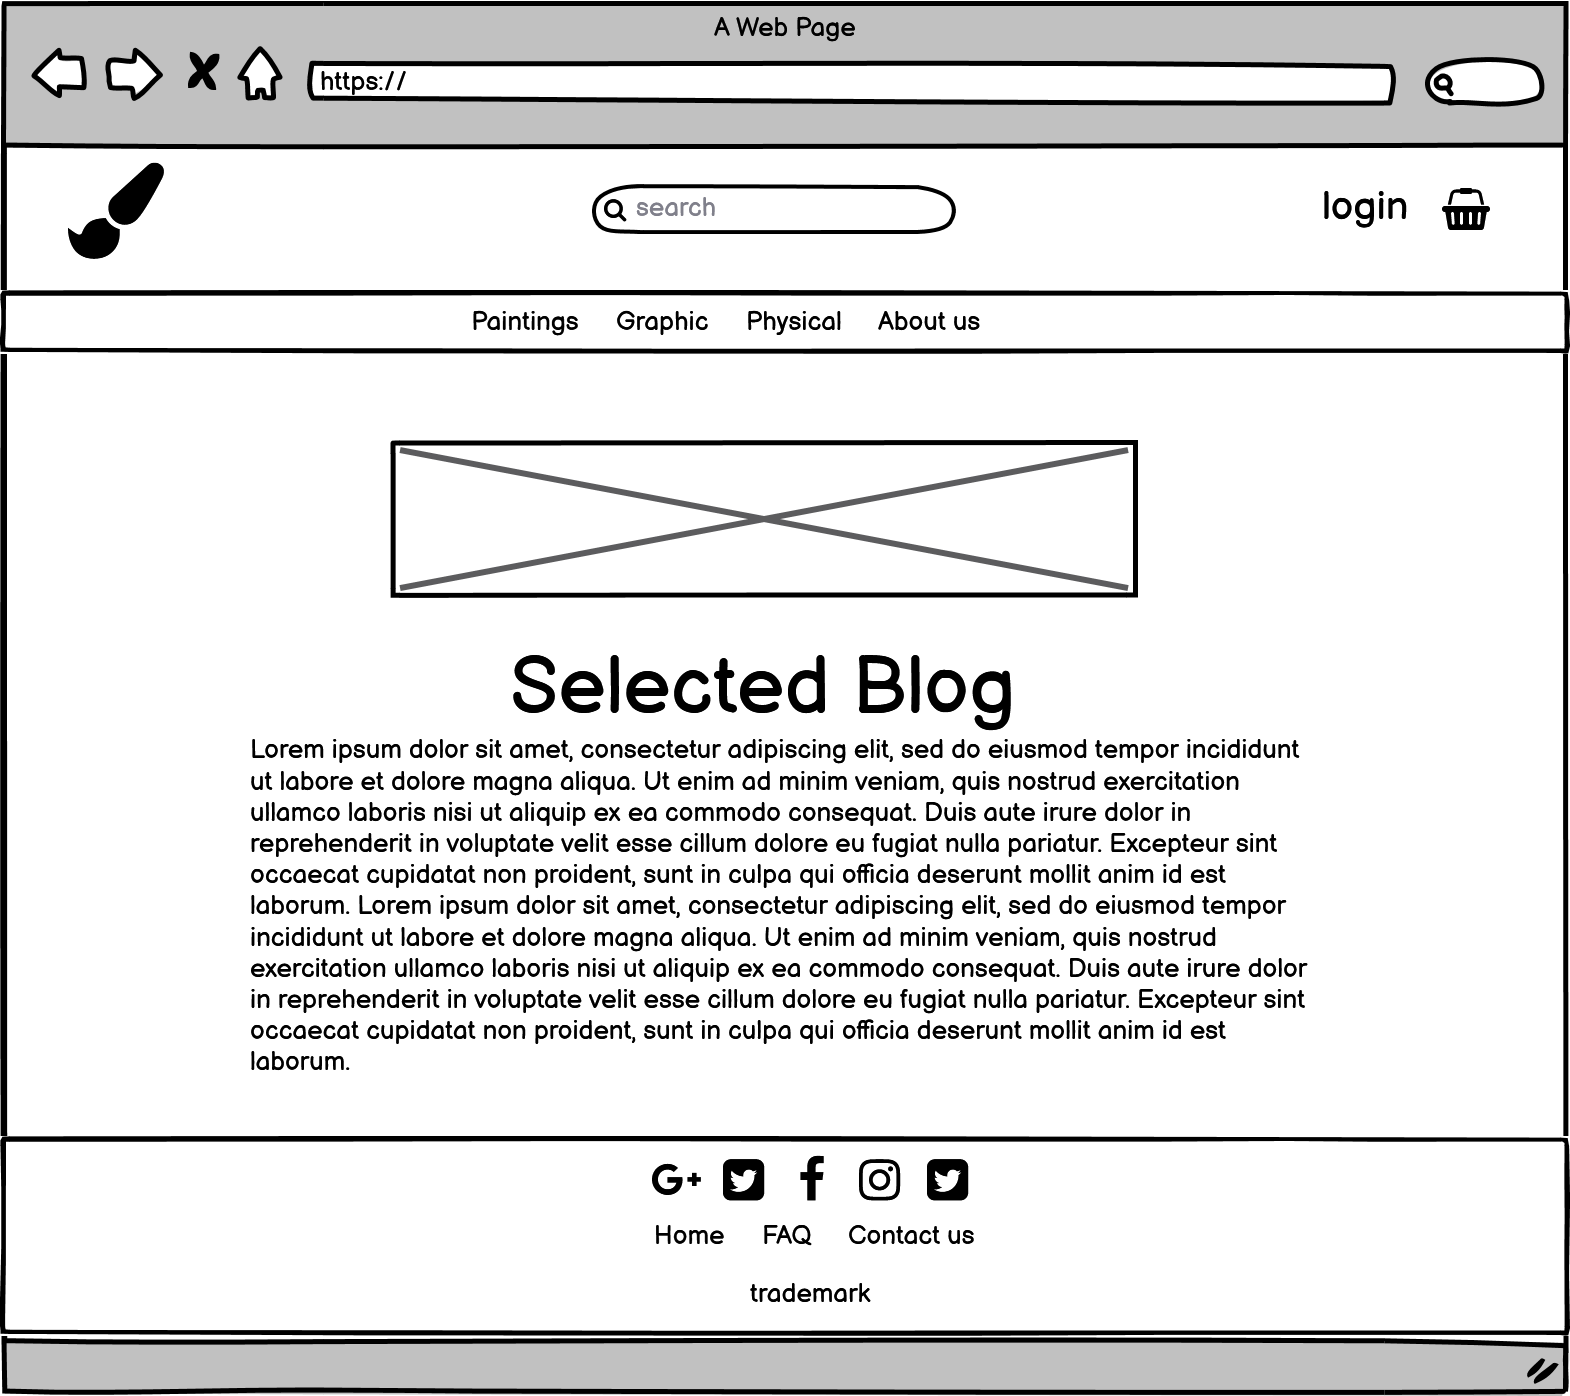 A Web Page
https://
search
login
Paintings Graphic Physical About us
Selected Blog
Lorem ipsum dolor sit amet, consectetur adipiscing elit, sed do eiusmod tempor incididunt
ut labore et dolore magna aliqua. Ut enim ad minim veniam, quis nostrud exercitation
ullamco laboris nisi ut aliquip ex ea commodo consequat. Duis aute irure dolor in
reprehenderit in voluptate velit esse cillum dolore eu fugiat nulla pariatur. Excepteur sint
occaecat cupidatat non proident, sunt in culpa qui officia deserunt mollit anim id est
laborum. Lorem ipsum dolor sit amet, consectetur adipiscing elit, sed do eiusmod tempor
incididunt ut labore et dolore magna aliqua. Ut enim ad minim veniam, quis nostrud
exercitation ullamco laboris nisi ut aliquip ex ea commodo consequat. Duis aute irure dolor
in reprehenderit in voluptate velit esse cillum dolore eu fugiat nulla pariatur. Excepteur sint
occaecat cupidatat non proident, sunt in culpa qui officia deserunt mollit anim id est
laborum.
G+
Home FAQ Contact us
trademark